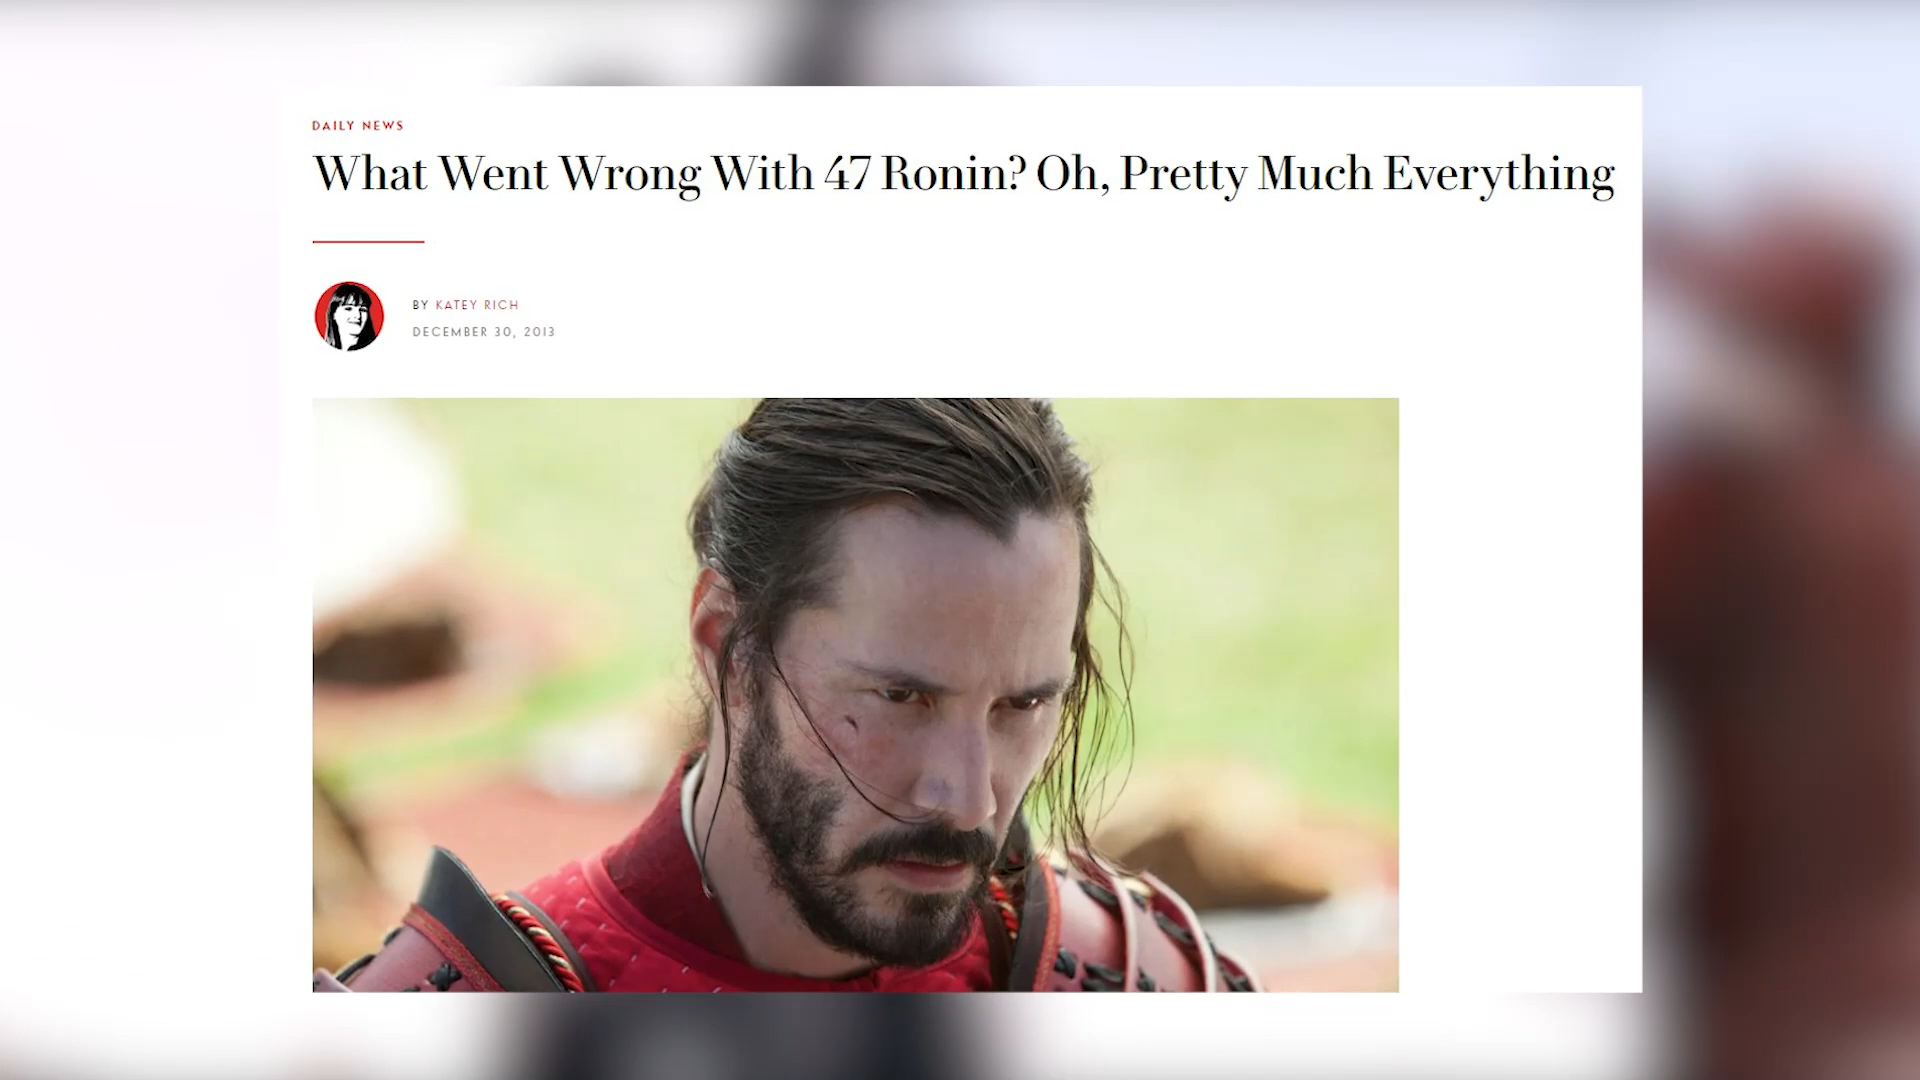 DAILY NEWS
What Went Wrong With 47 Ronin? Oh, Pretty Much Everything
BY KATEY RICH
DECEMBER 30, 2013